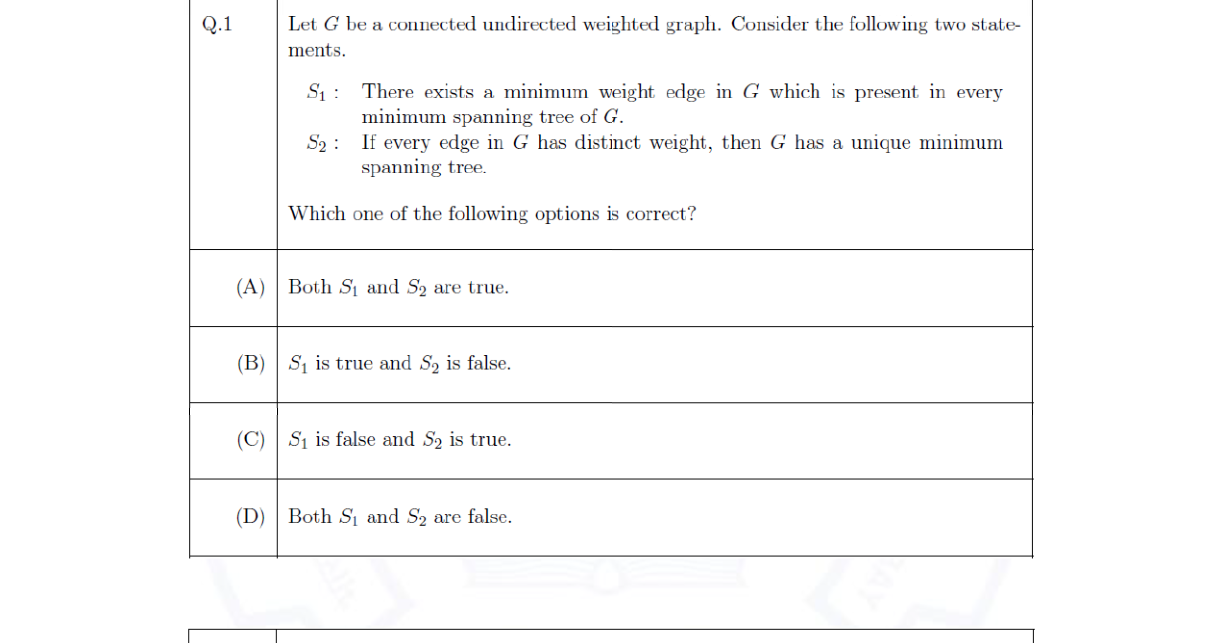 Q.1 Let G be a connected undirected weighted graph. Consider the following two state-
ments.
S₁ : There exists a minimum weight edge in G which is present in every
minimum spanning tree of G.
S₂ : If every edge in G has distinct weight, then G has a unique minimum
spanning tree.
Which one of the following options is correct?
(A) Both S₁ and S₂ are true.
(B) S₁ is true and S₂ is false.
(C) S₁ is false and S₂ is true.
(D) Both S₁ and S₂ are false.